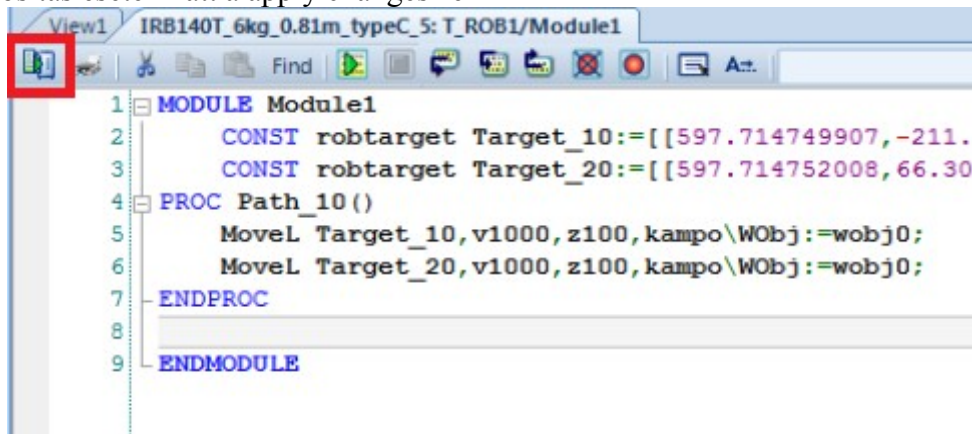 View1 IRB140T_6kg_0.81m_typeC_5: T_ROB1/Module1
Find
1 MODULE Module1
2 CONST robtarget Target_10:=[[597.714749907,-211.
3 CONST robtarget Target_20:=[[597.714752008,66.30
4 PROC Path_10()
5 MoveL Target_10,v1000,z100,kampo\WObj:=wobj0;
6 MoveL Target_20,v1000,z100,kampo\WObj:=wobj0;
7 ENDPROC
8
9 ENDMODULE